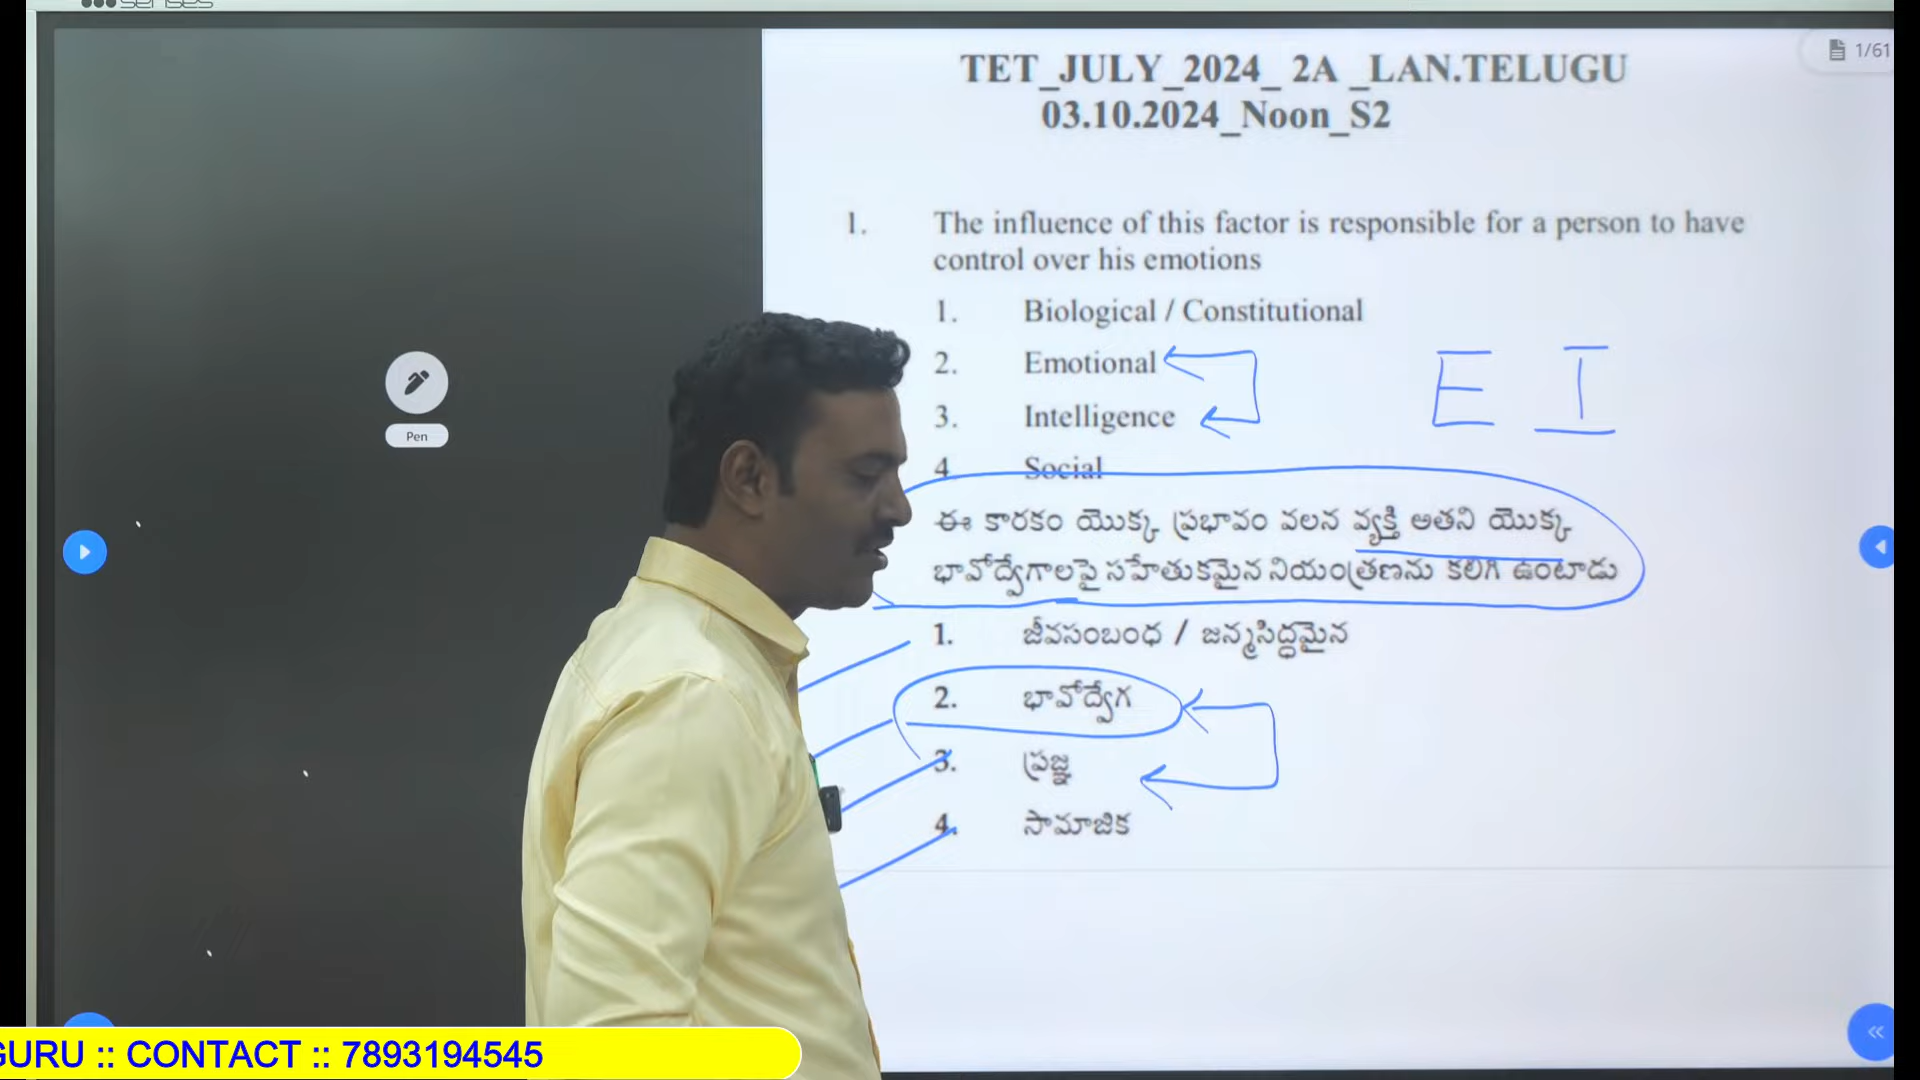 TET_JULY_2024_ 2A _LAN.TELUGU
03.10.2024_Noon_S2
1/61
1. The influence of this factor is responsible for a person to have
control over his emotions
1. Biological / Constitutional
2. Emotional
3. Intelligence
E I
4 Social
ఈ కారకం యొక్క ప్రభావం వలన వ్యక్తి అతని యొక్క
భావోద్వేగాలపై సహేతుకమైన నియంత్రణను కలిగి ఉంటాడు
1. జీవసంబంధ / జన్మసిద్ధమైన
2. భావోద్వేగ
3. ప్రజ్ఞ
4. సామాజిక
Pen
GURU :: CONTACT :: 7893194545